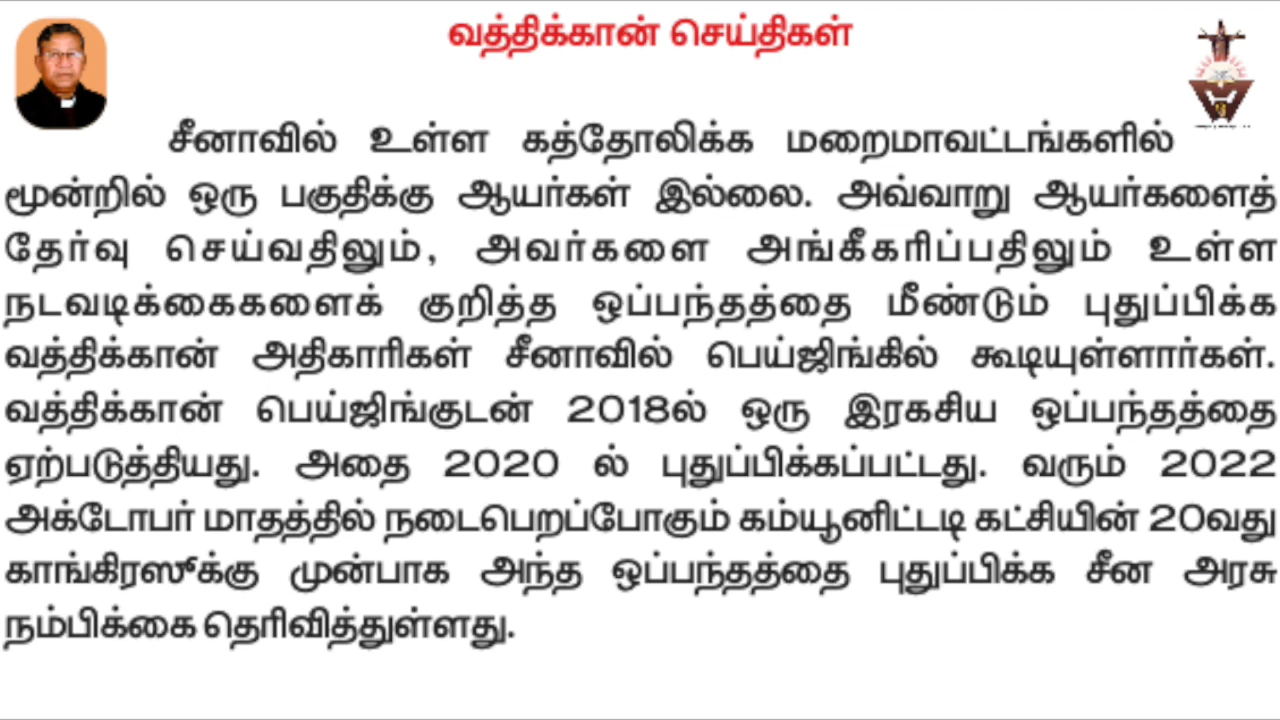 வத்திக்கான் செய்திகள்
சீனாவில் உள்ள கத்தோலிக்க மறைமாவட்டங்களில்
மூன்றில் ஒரு பகுதிக்கு ஆயர்கள் இல்லை. அவ்வாறு ஆயர்களைத்
தேர்வு செய்வதிலும், அவர்களை அங்கீகரிப்பதிலும் உள்ள
நடவடிக்கைகளைக் குறித்த ஒப்பந்தத்தை மீண்டும் புதுப்பிக்க
வத்திக்கான் அதிகாரிகள் சீனாவில் பெய்ஜிங்கில் கூடியுள்ளார்கள்.
வத்திக்கான் பெய்ஜிங்குடன் 2018ல் ஒரு இரகசிய ஒப்பந்தத்தை
ஏற்படுத்தியது. அதை 2020 ல் புதுப்பிக்கப்பட்டது. வரும் 2022
அக்டோபர் மாதத்தில் நடைபெறப்போகும் கம்யூனிட்டடி கட்சியின் 20வது
காங்கிரஸுக்கு முன்பாக அந்த ஒப்பந்தத்தை புதுப்பிக்க சீன அரசு
நம்பிக்கை தெரிவித்துள்ளது.